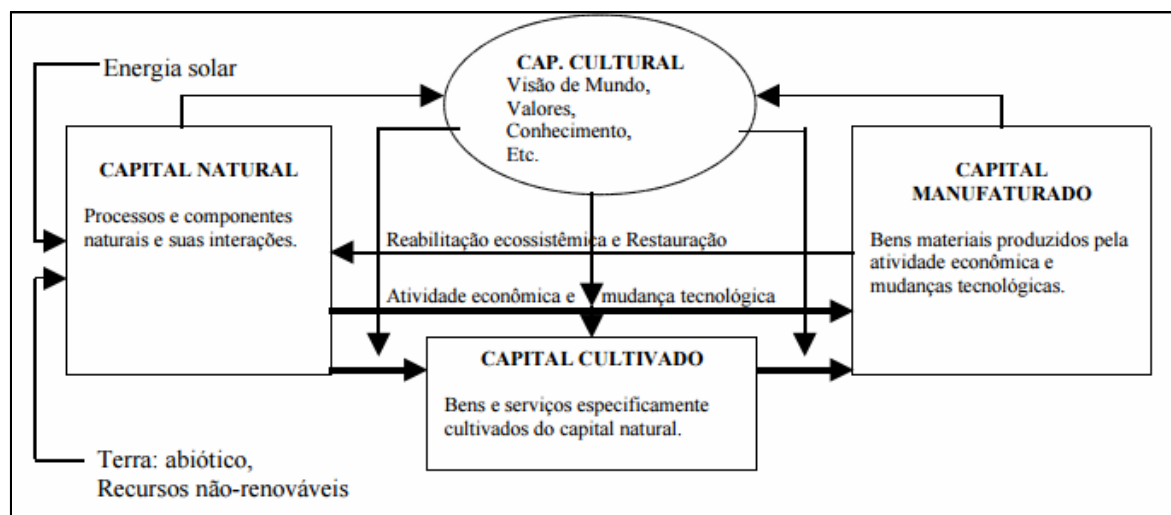 Energia solar
CAP. CULTURAL
Visão de Mundo,
Valores,
Conhecimento,
Etc.
CAPITAL NATURAL
Processos e componentes
naturais e suas interações.
CAPITAL
MANUFATURADO
Bens materiais produzidos pela
atividade econômica e
mudanças tecnológicas.
Reabilitação ecossistêmica e Restauração
Atividade econômica e mudança tecnológica
CAPITAL CULTIVADO
Bens e serviços especificamente
cultivados do capital natural.
Terra: abiótico,
Recursos não-renováveis